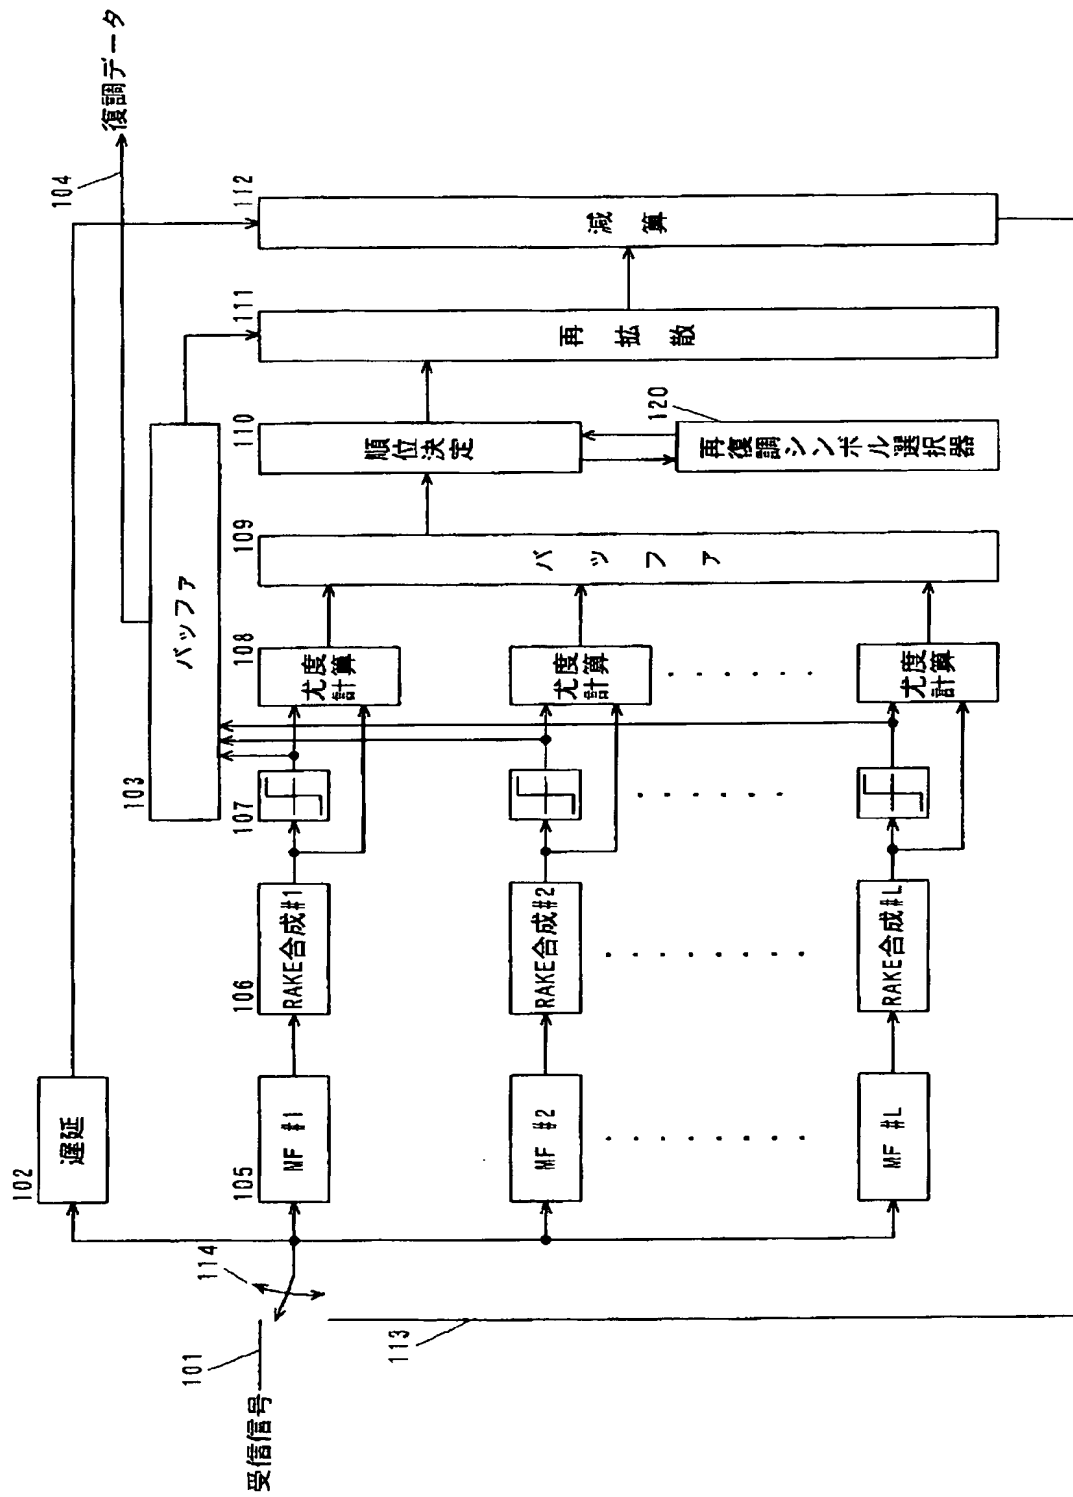 受信信号
101
114
113
102
遅延
105
MF #1
MF #2
MF #L
106
RAKE合成#1
RAKE合成#2
RAKE合成#L
107
103
バッファ
104
復調データ
108
尤度
計算
尤度
計算
尤度
計算
109
バッファ
110
順位決定
120
再復調シンボル選択器
111
再拡散
112
減算